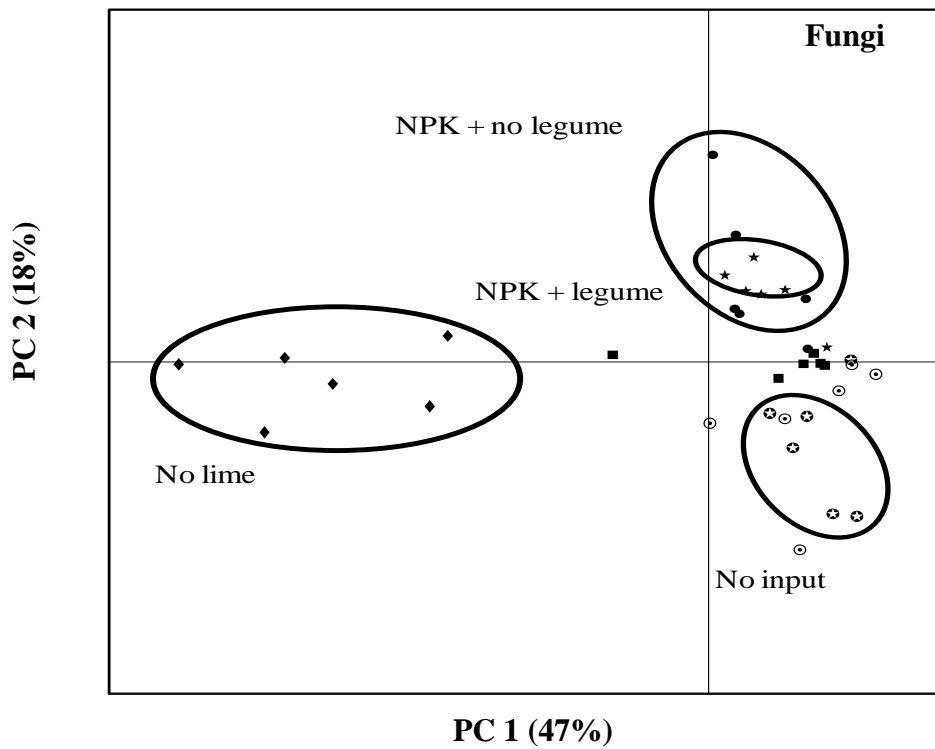 Fungi
NPK + no legume
NPK + legume
No lime
No input
PC 2 (18%)
PC 1 (47%)